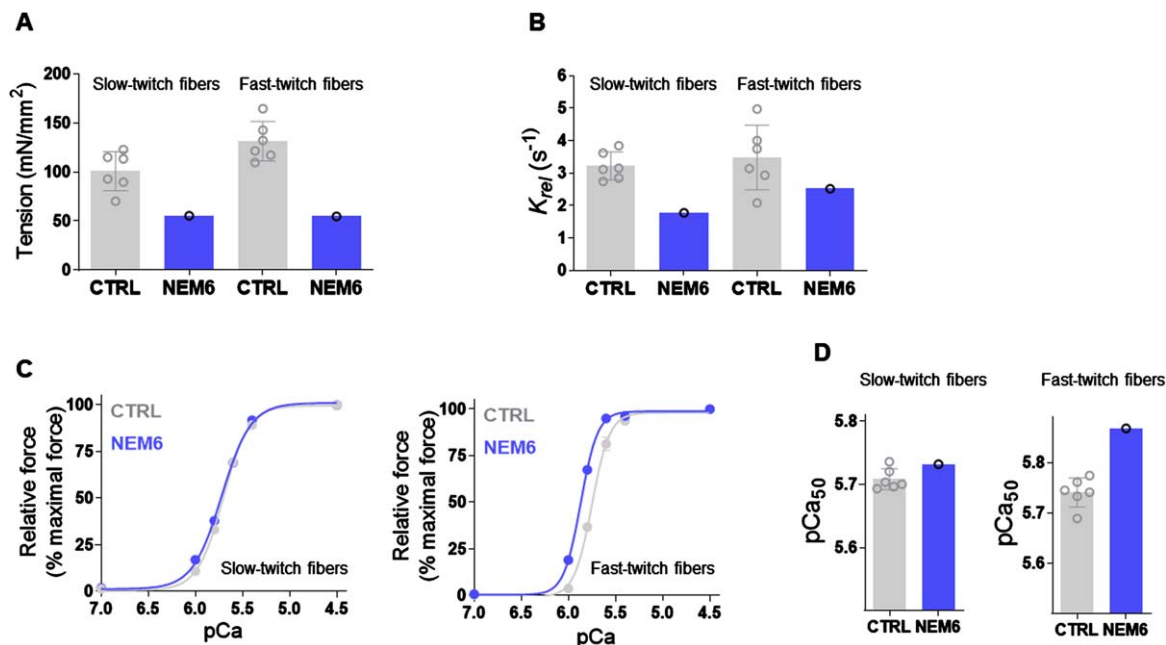 A
Tension (mN/mm²)
200
150
100
50
0
Slow-twitch fibers
Fast-twitch fibers
CTRL NEM6 CTRL NEM6
B
K_rel (s⁻¹)
6
5
4
3
2
1
0
Slow-twitch fibers
Fast-twitch fibers
CTRL NEM6 CTRL NEM6
C
Relative force
(% maximal force)
100
75
50
25
0
CTRL
NEM6
Slow-twitch fibers
7.0 6.5 6.0 5.5 5.0 4.5
pCa
Relative force
(% maximal force)
100
75
50
25
0
CTRL
NEM6
Fast-twitch fibers
7.0 6.5 6.0 5.5 5.0 4.5
pCa
D
Slow-twitch fibers
pCa₅₀
5.8
5.7
5.6
CTRL NEM6
Fast-twitch fibers
pCa₅₀
5.8
5.7
5.6
CTRL NEM6